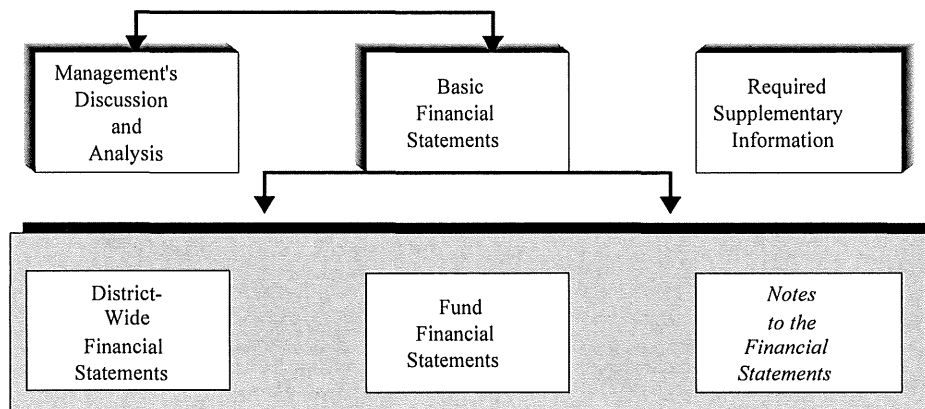 Management's
Discussion
and
Analysis
Basic
Financial
Statements
Required
Supplementary
Information
District-
Wide
Financial
Statements
Fund
Financial
Statements
Notes
to the
Financial
Statements